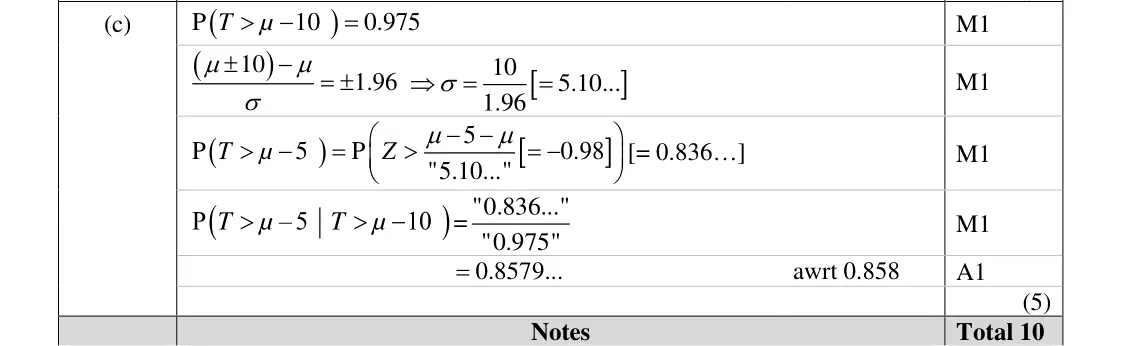 (c) P(T > μ −10 ) = 0.975 M1
(μ ±10) − μ / σ = ±1.96 ⇒ σ = 10 / 1.96 [= 5.10...] M1
P(T > μ − 5 ) = P(Z > μ − 5 − μ / "5.10..." [= −0.98]) [= 0.836…] M1
P(T > μ – 5 | T > μ −10 ) = "0.836..." / "0.975" M1
= 0.8579... awrt 0.858 A1
(5)
Notes Total 10